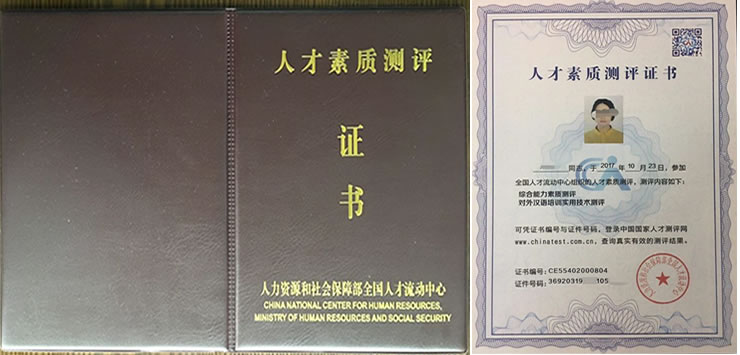 人才素质测评
证
书
人力资源和社会保障部全国人才流动中心
CHINA NATIONAL CENTER FOR HUMAN RESOURCES,
MINISTRY OF HUMAN RESOURCES AND SOCIAL SECURITY
人才素质测评证书
同志,于 2017 年 10 月 23 日,参加
全国人才流动中心组织的人才素质测评,测评内容如下:
综合能力素质测评
对外汉语培训实用技术测评
可凭证书编号与证件号码,登录中国国家人才测评网
www.chinatest.com.cn,查询真实有效的测评结果。
证书编号:CE55402000804
证件号码:36920319 105